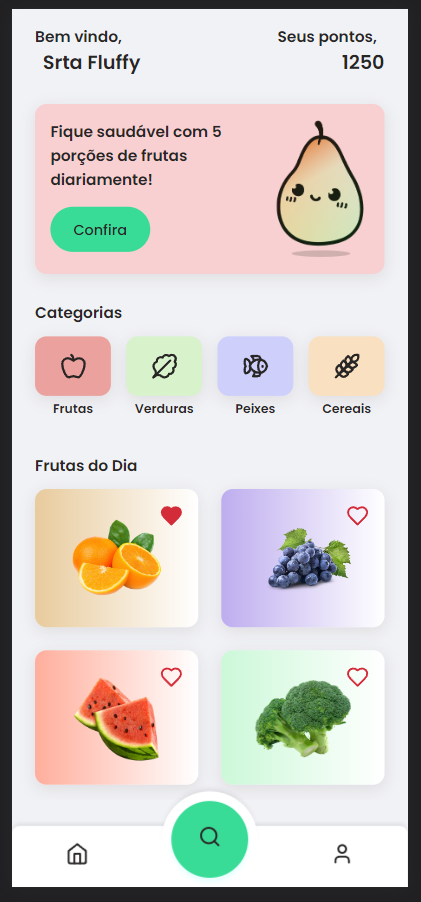 Bem vindo,
Seus pontos,
Srta Fluffy
1250
Fique saudável com 5
porções de frutas
diariamente!
Confira
Categorias
Frutas
Verduras
Peixes
Cereais
Frutas do Dia